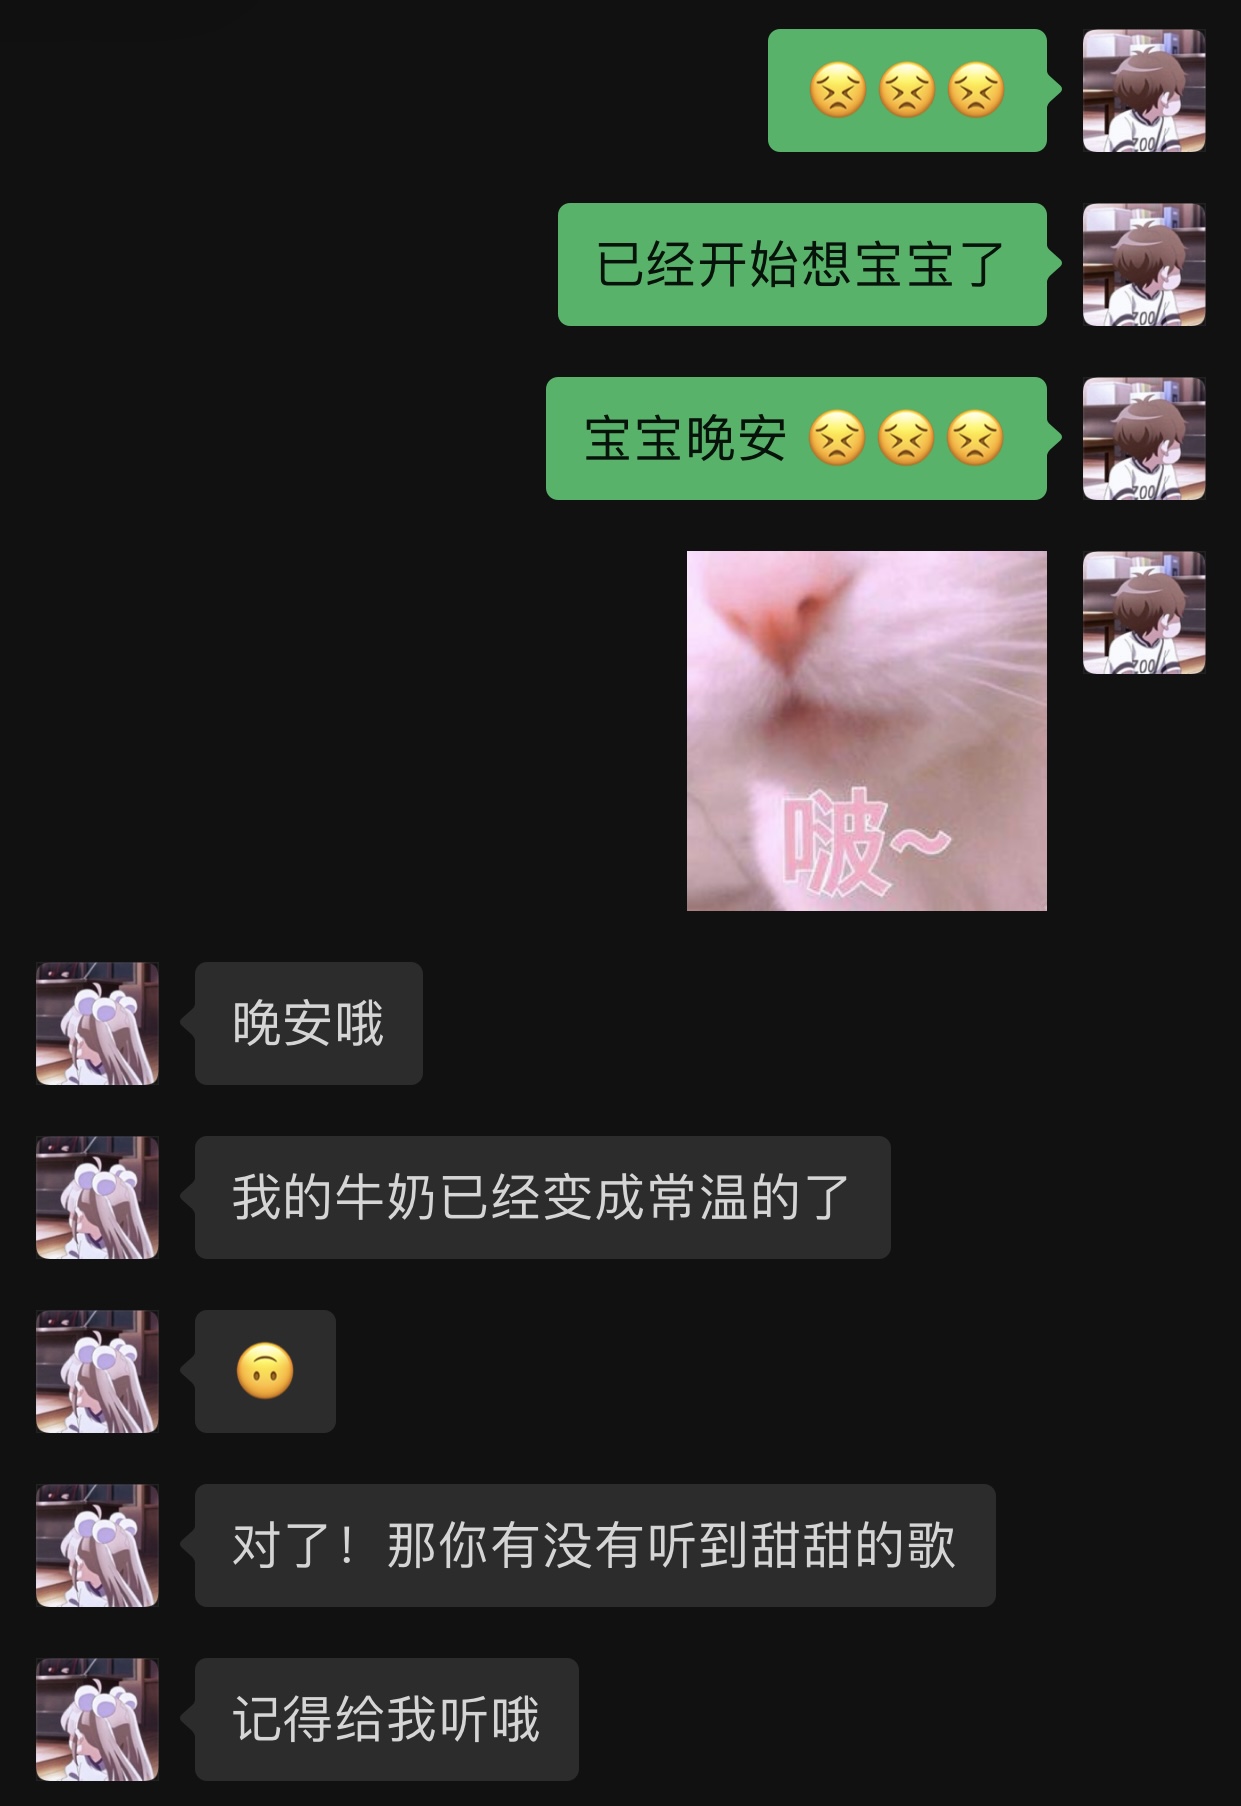 😣😣😣
已经开始想宝宝了
宝宝晚安 😣😣😣
啵~
晚安哦
我的牛奶已经变成常温的了
🙃
对了！那你有没有听到甜甜的歌
记得给我听哦